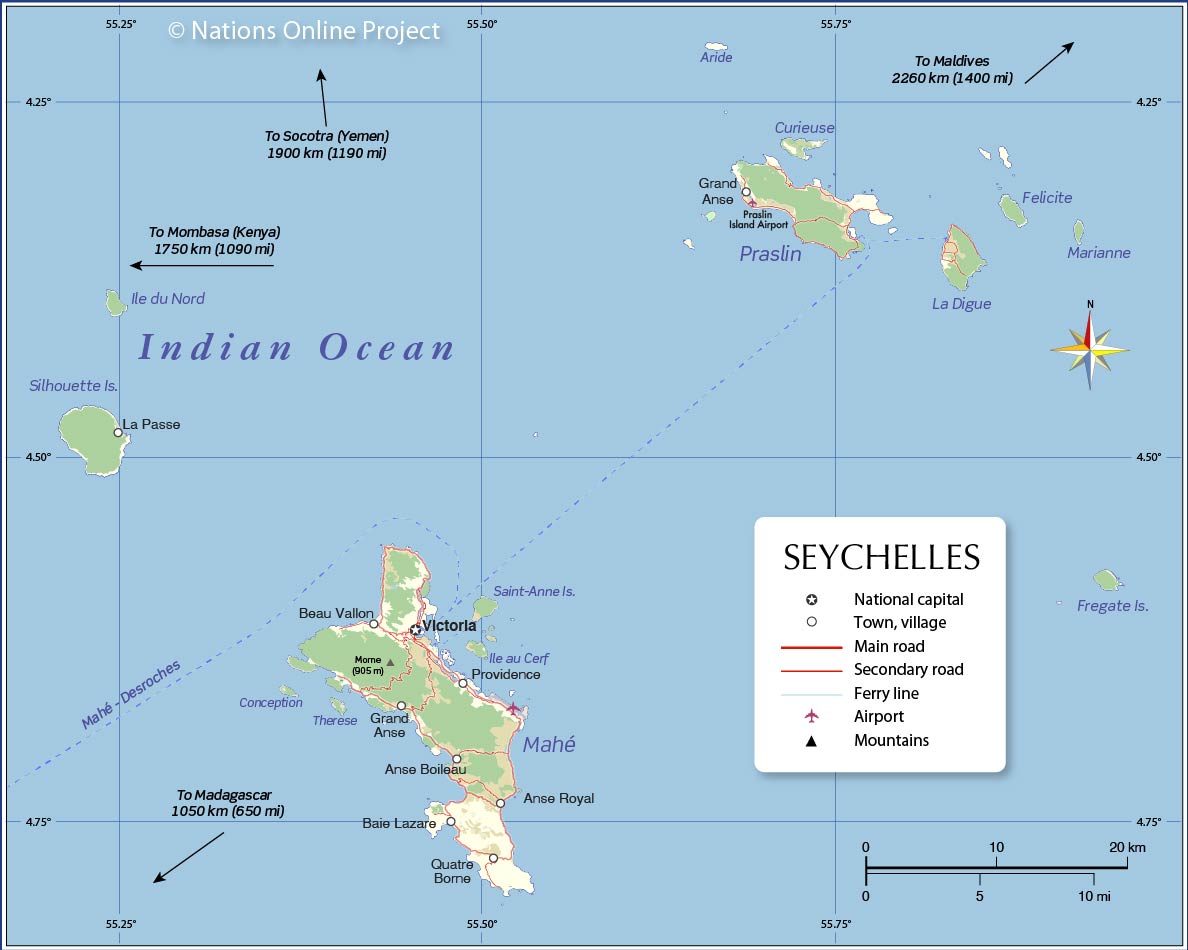 55.25°
55.50°
55.75°
© Nations Online Project
Aride
To Maldives
2260 km (1400 mi)
4.25°
4.25°
To Socotra (Yemen)
1900 km (1190 mi)
Curieuse
Grand
Anse
Praslin
Island Airport
Praslin
Felicite
Marianne
La Digue
To Mombasa (Kenya)
1750 km (1090 mi)
Ile du Nord
Indian Ocean
N
Silhouette Is.
La Passe
4.50°
4.50°
SEYCHELLES
National capital
Town, village
Main road
Secondary road
Ferry line
Airport
Mountains
Fregate Is.
Saint-Anne Is.
Beau Vallon
Victoria
Morne
(905 m)
Ile au Cerf
Providence
Conception
Therese
Grand
Anse
Mahé - Desroches
Mahé
Anse Boileau
Anse Royal
To Madagascar
1050 km (650 mi)
Baie Lazare
4.75°
4.75°
Quatre
Borne
0 10 20 km
0 5 10 mi
55.25°
55.50°
55.75°